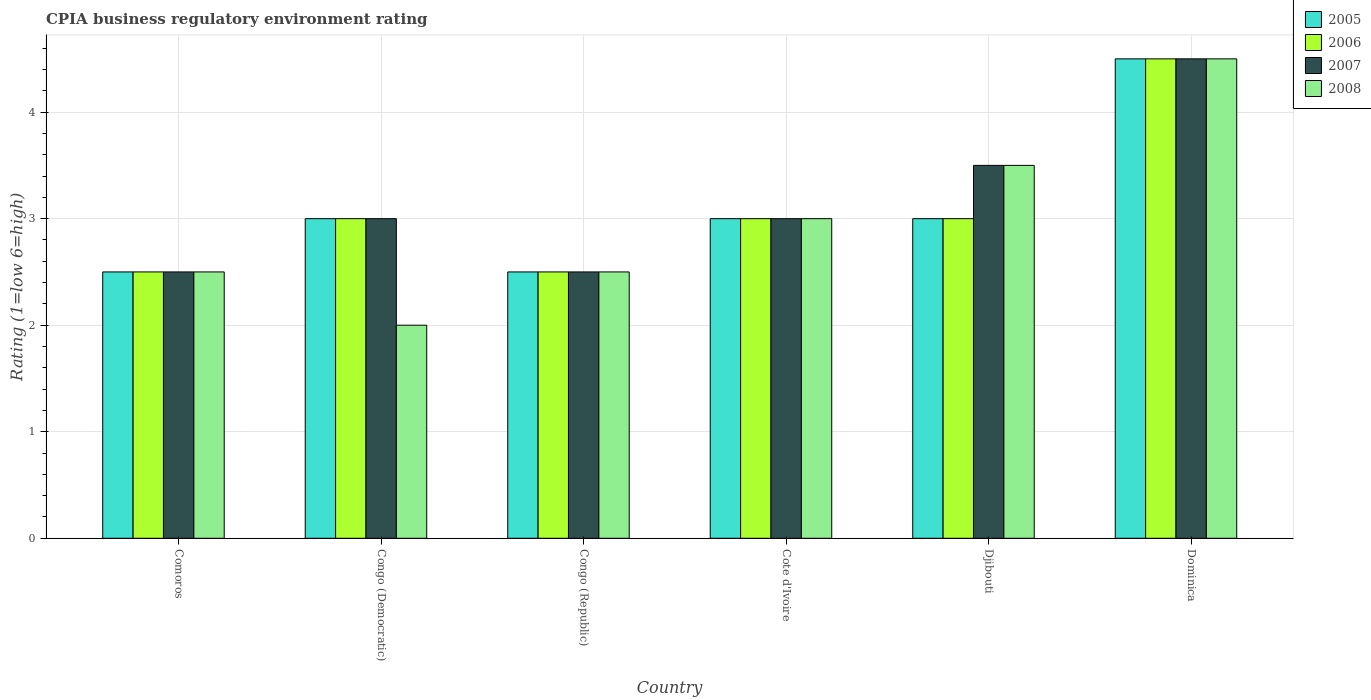 CPIA business regulatory environment rating
2005
2006
2007
2008
Rating (1=low 6=high)
4
3
2
1
0
Comoros
Congo (Democratic)
Congo (Republic)
Cote d'Ivoire
Djibouti
Dominica
Country